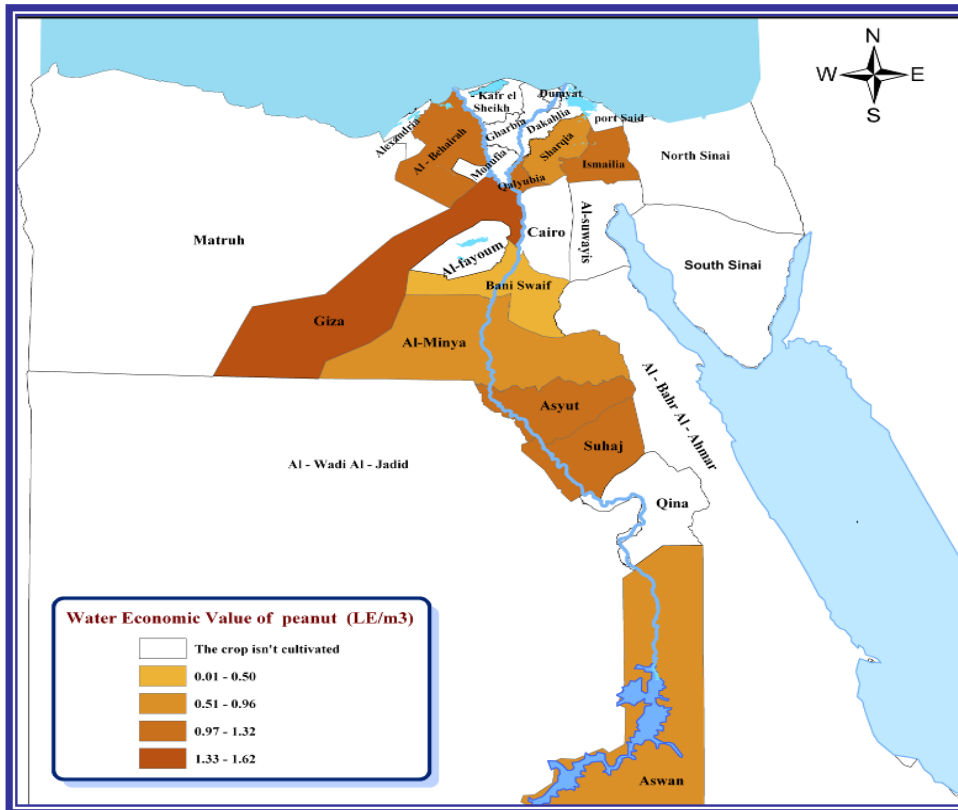 N
W E
S
- Kafr el
Sheikh
Dumyat
Alexandria
Gharbia
Dakahlia
port Said
Al - Behairah
Monufia
Sharqia
Ismailia
North Sinai
Qalyubia
Matruh
Al-fayoum
Cairo
Al-suwayis
South Sinai
Bani Swaif
Giza
Al-Minya
Al - Bahr Al - Ahmar
Asyut
Suhaj
Al - Wadi Al - Jadid
Qina
Aswan
Water Economic Value of peanut (LE/m3)
The crop isn't cultivated
0.01 - 0.50
0.51 - 0.96
0.97 - 1.32
1.33 - 1.62